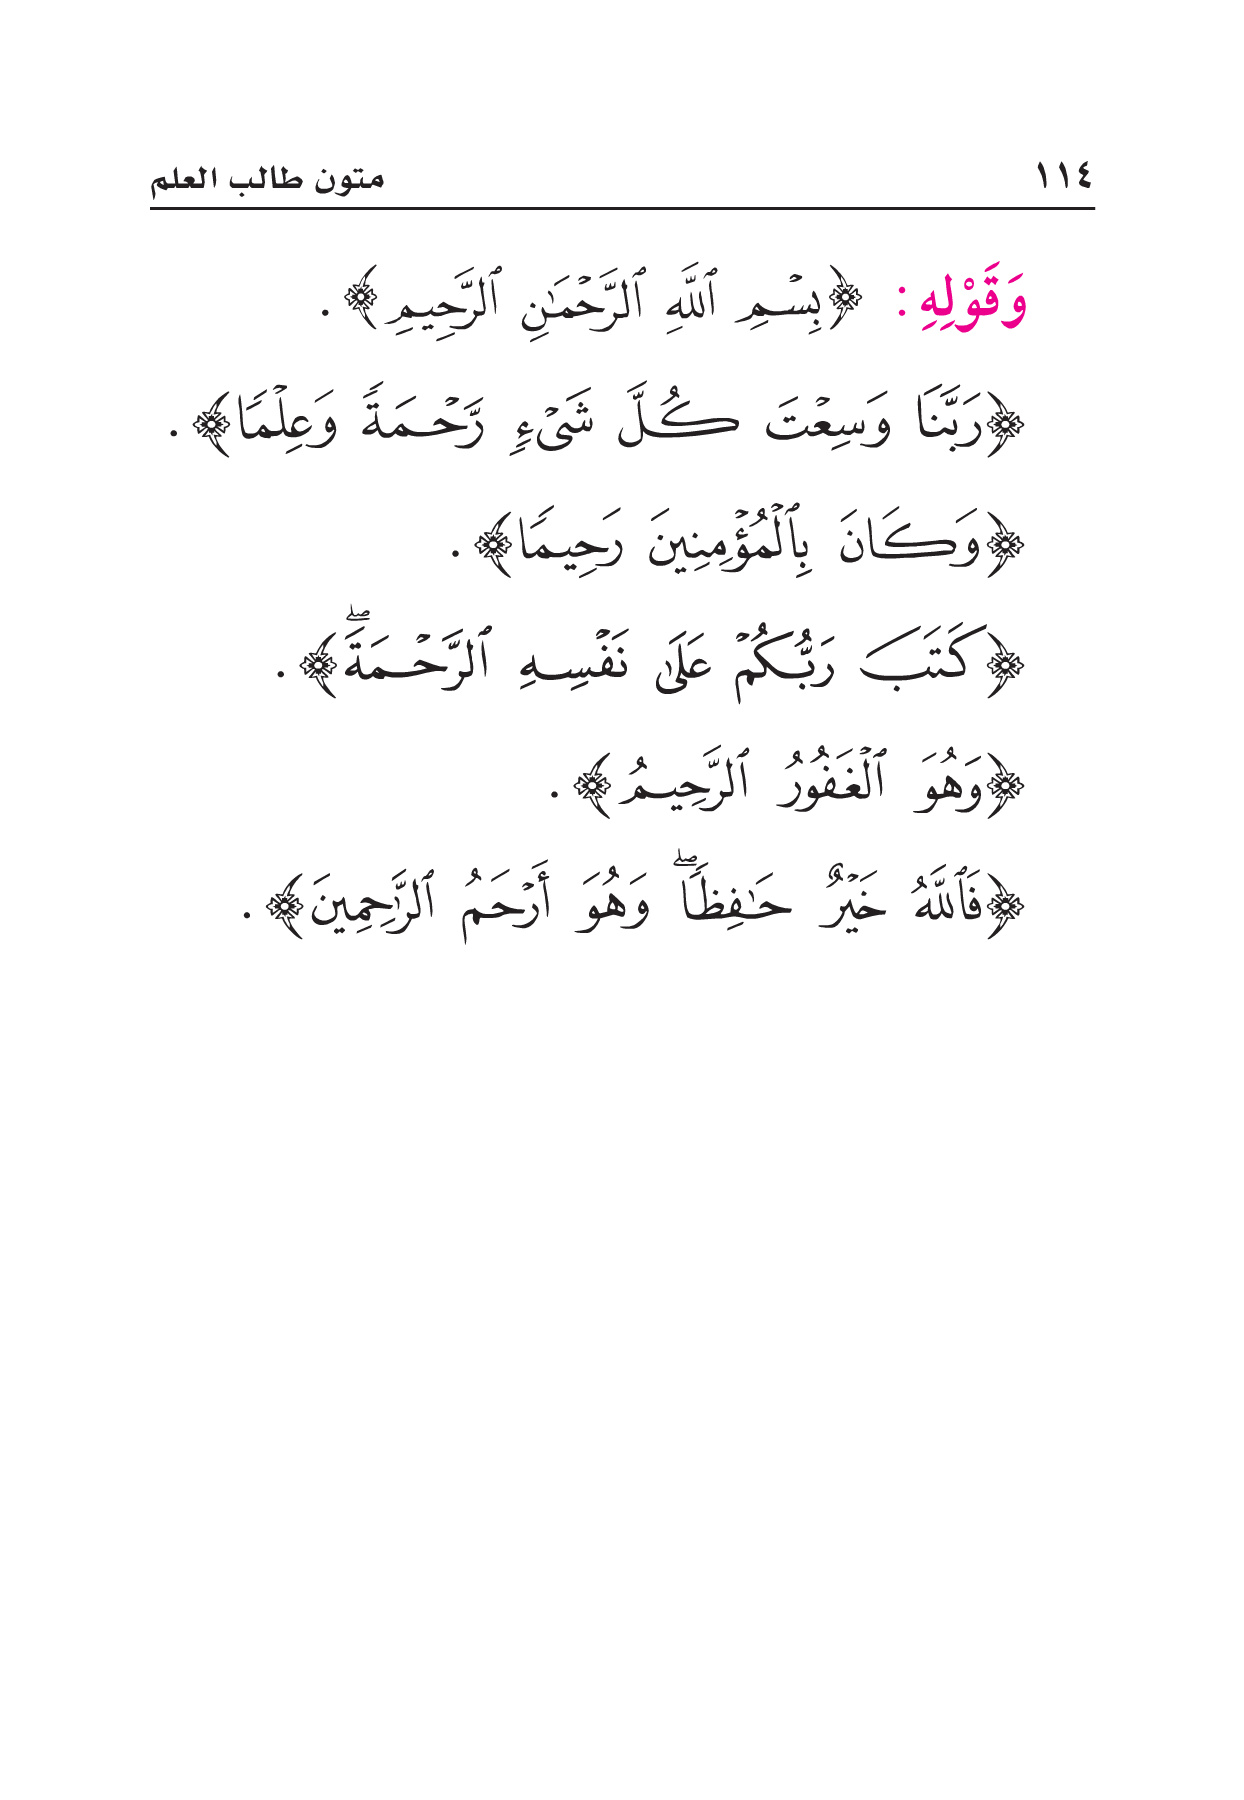 ١١٤ متون طالب العلم
وَقَوْلِهِ: ﴿بِسۡمِ ٱللَّهِ ٱلرَّحۡمَٰنِ ٱلرَّحِيمِ﴾.
﴿رَبَّنَا وَسِعۡتَ كُلَّ شَيۡءٖ رَّحۡمَةٗ وَعِلۡمٗا﴾.
﴿وَكَانَ بِٱلۡمُؤۡمِنِينَ رَحِيمٗا﴾.
﴿كَتَبَ رَبُّكُمۡ عَلَىٰ نَفۡسِهِ ٱلرَّحۡمَةَۖ﴾.
﴿وَهُوَ ٱلۡغَفُورُ ٱلرَّحِيمُ﴾.
﴿فَٱللَّهُ خَيۡرٌ حَٰفِظٗاۖ وَهُوَ أَرۡحَمُ ٱلرَّٰحِمِينَ﴾.